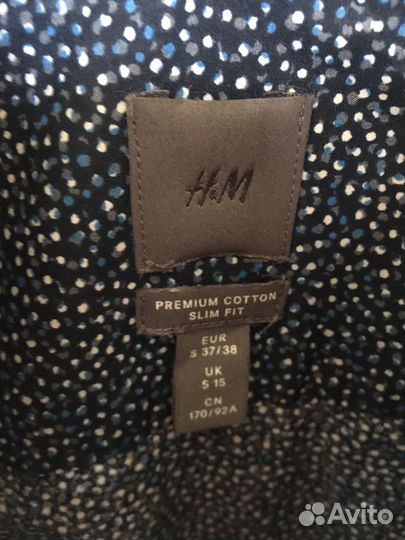 H&M
PREMIUM COTTON
SLIM FIT
EUR
S 37/38
UK
S 15
CN
170/92A
Avito